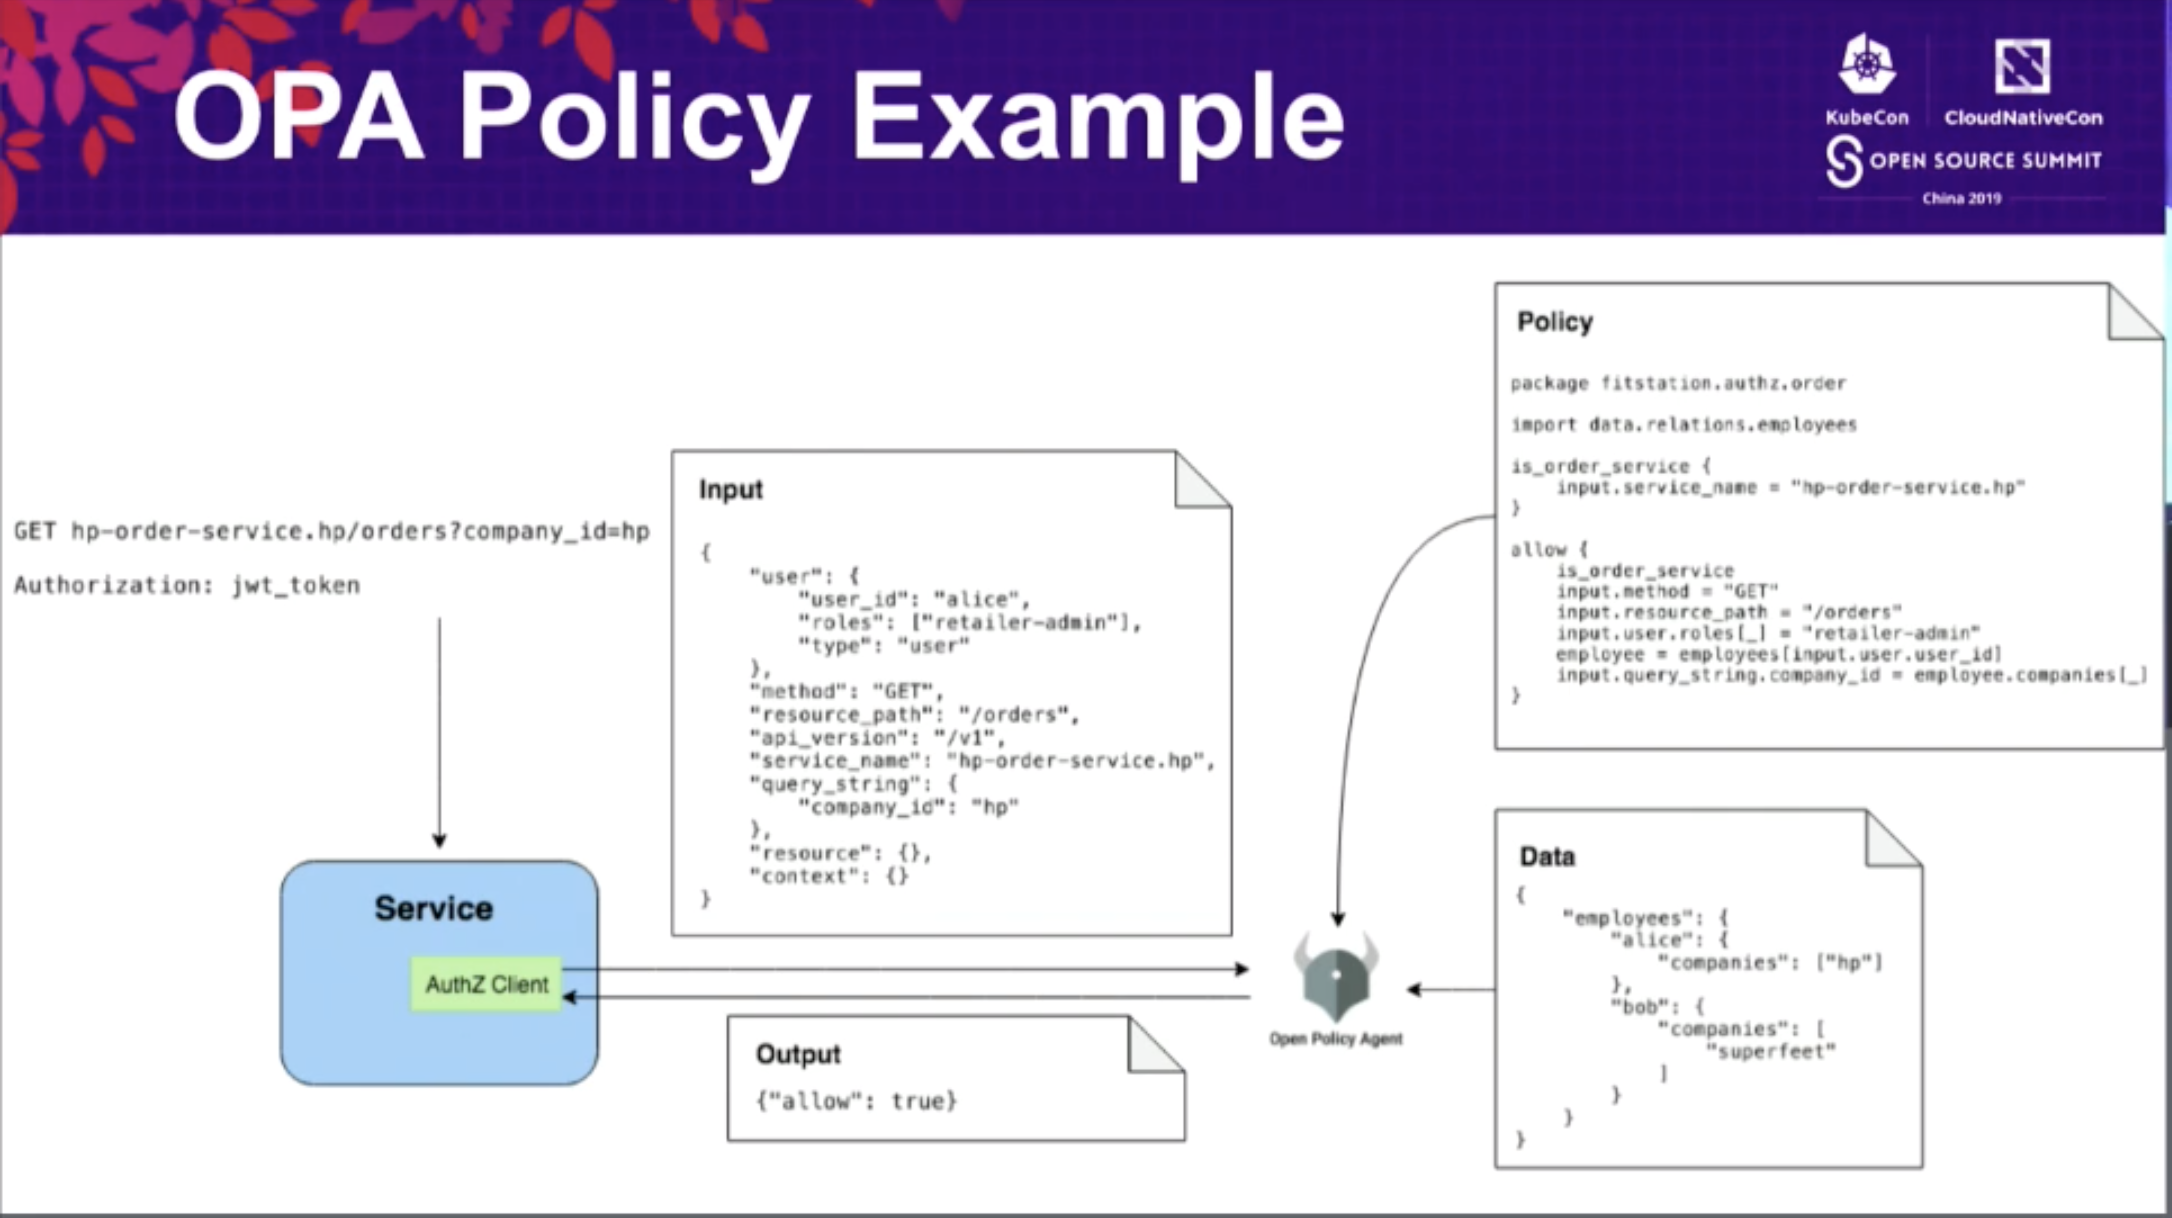 OPA Policy Example
KubeCon
CloudNativeCon
OPEN SOURCE SUMMIT
China 2019
GET hp-order-service.hp/orders?company_id=hp
Authorization: jwt_token
Service
AuthZ Client
Input
{
"user": {
"user_id": "alice",
"roles": ["retailer-admin"],
"type": "user"
},
"method": "GET",
"resource_path": "/orders",
"api_version": "/v1",
"service_name": "hp-order-service.hp",
"query_string": {
"company_id": "hp"
},
"resource": {},
"context": {}
}
Output
{"allow": true}
Open Policy Agent
Policy
package fitstation.authz.order
import data.relations.employees
is_order_service {
input.service_name = "hp-order-service.hp"
}
allow {
is_order_service
input.method = "GET"
input.resource_path = "/orders"
input.user.roles[_] = "retailer-admin"
employee = employees[input.user.user_id]
input.query_string.company_id = employee.companies[_]
}
Data
{
"employees": {
"alice": {
"companies": ["hp"]
},
"bob": {
"companies": [
"superfeet"
]
}
}
}